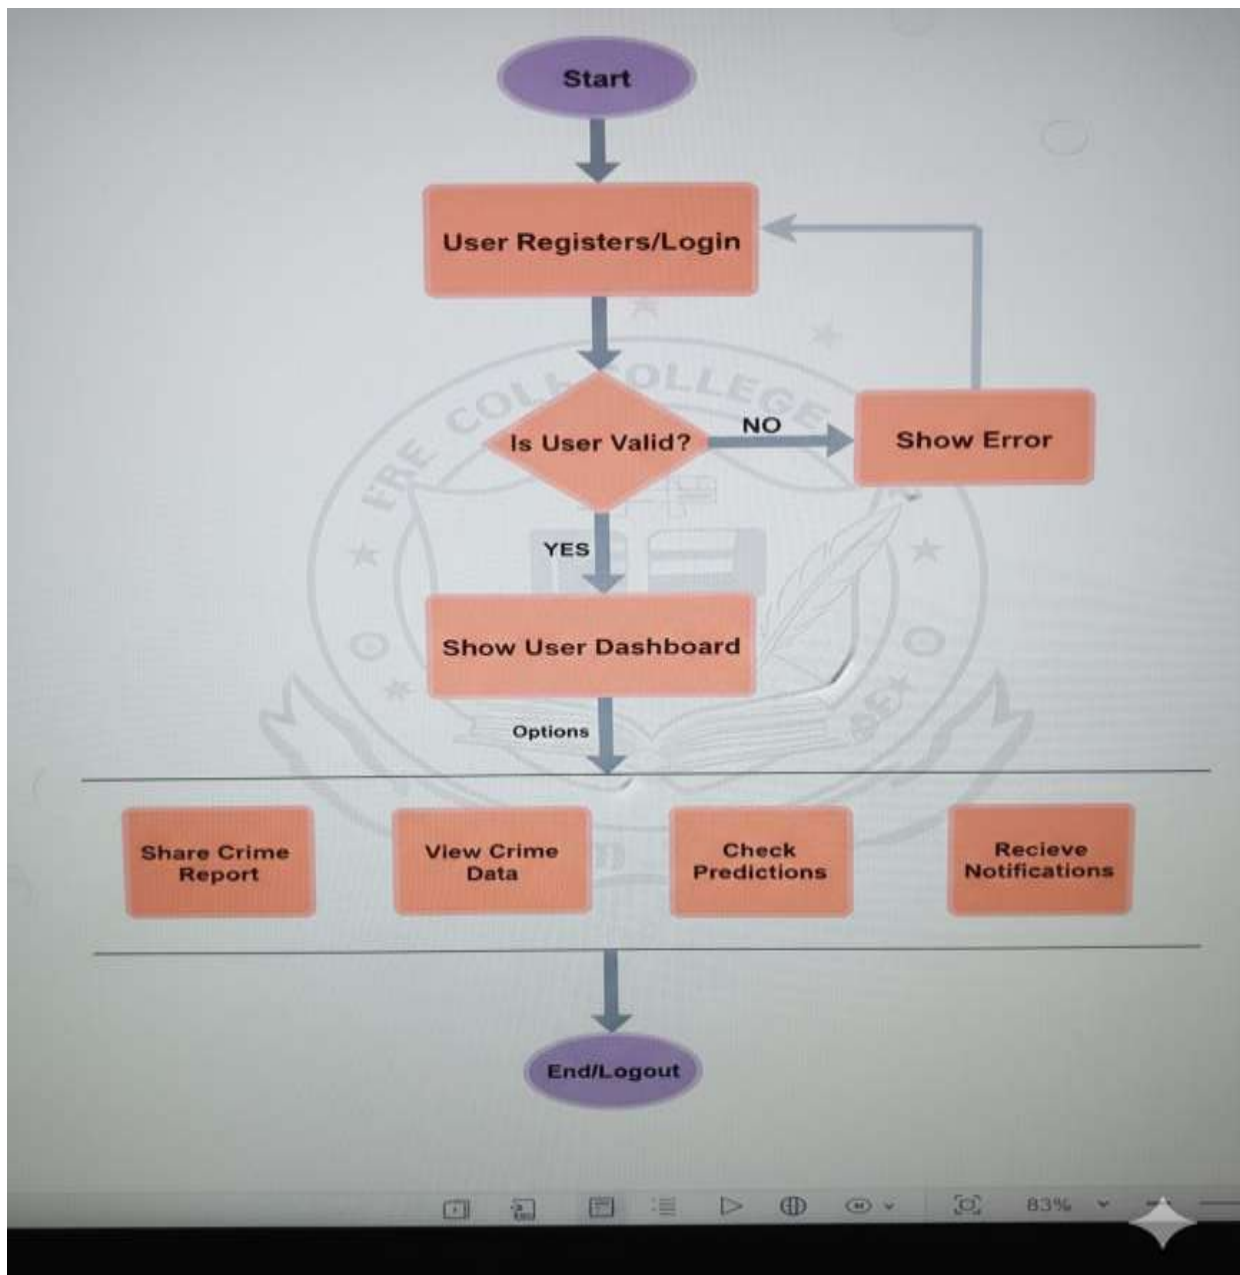 Start
User Registers/Login
COLLEGE
Is User Valid?
NO
Show Error
YES
Show User Dashboard
Options
Share Crime
Report
View Crime
Data
Check
Predictions
Recieve
Notifications
End/Logout
83%